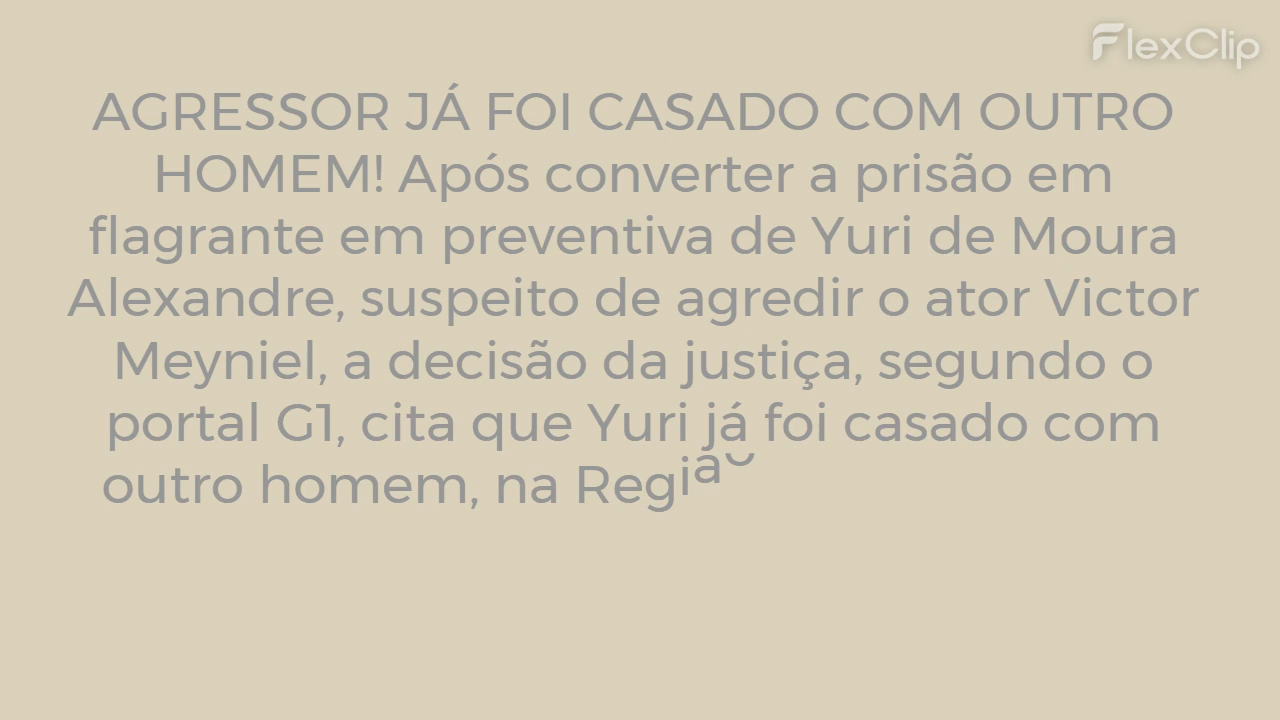 FlexClip
AGRESSOR JÁ FOI CASADO COM OUTRO
HOMEM! Após converter a prisão em
flagrante em preventiva de Yuri de Moura
Alexandre, suspeito de agredir o ator Victor
Meyniel, a decisão da justiça, segundo o
portal G1, cita que Yuri já foi casado com
outro homem, na Regia